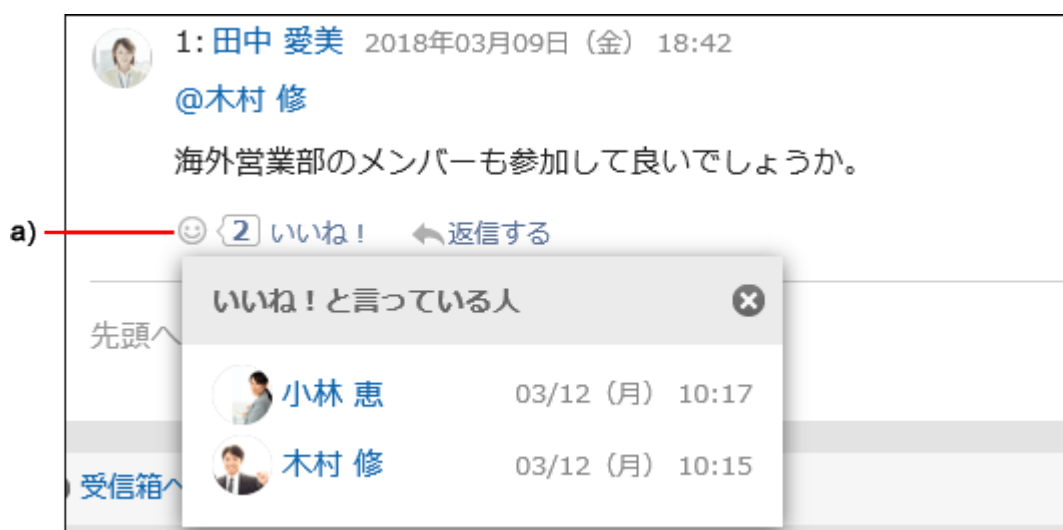 1: 田中 愛美 2018年03月09日（金） 18:42
@木村 修
海外営業部のメンバーも参加して良いでしょうか。
a) 2 いいね！ 返信する
いいね！と言っている人
先頭へ
小林 恵 03/12（月） 10:17
木村 修 03/12（月） 10:15
受信箱へ